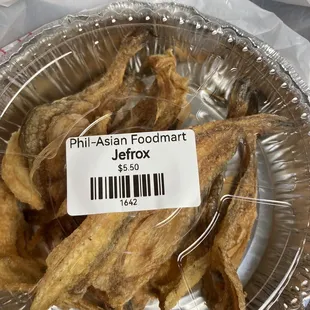 Phil-Asian Foodmart
Jefrox
$5.50
1642